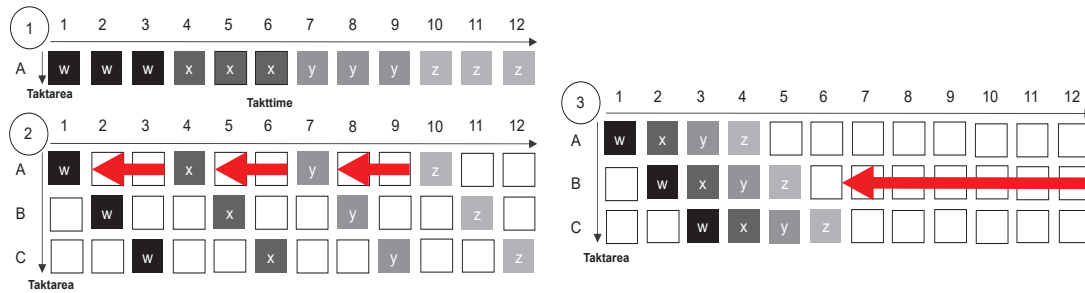 1 1 2 3 4 5 6 7 8 9 10 11 12
A w w w x x x y y y z z z
Taktarea
Takttime
2 1 2 3 4 5 6 7 8 9 10 11 12
A w x y z
B w x y z
C w x y z
Taktarea
3 1 2 3 4 5 6 7 8 9 10 11 12
A w x y z
B w x y z
C w x y z
Taktarea